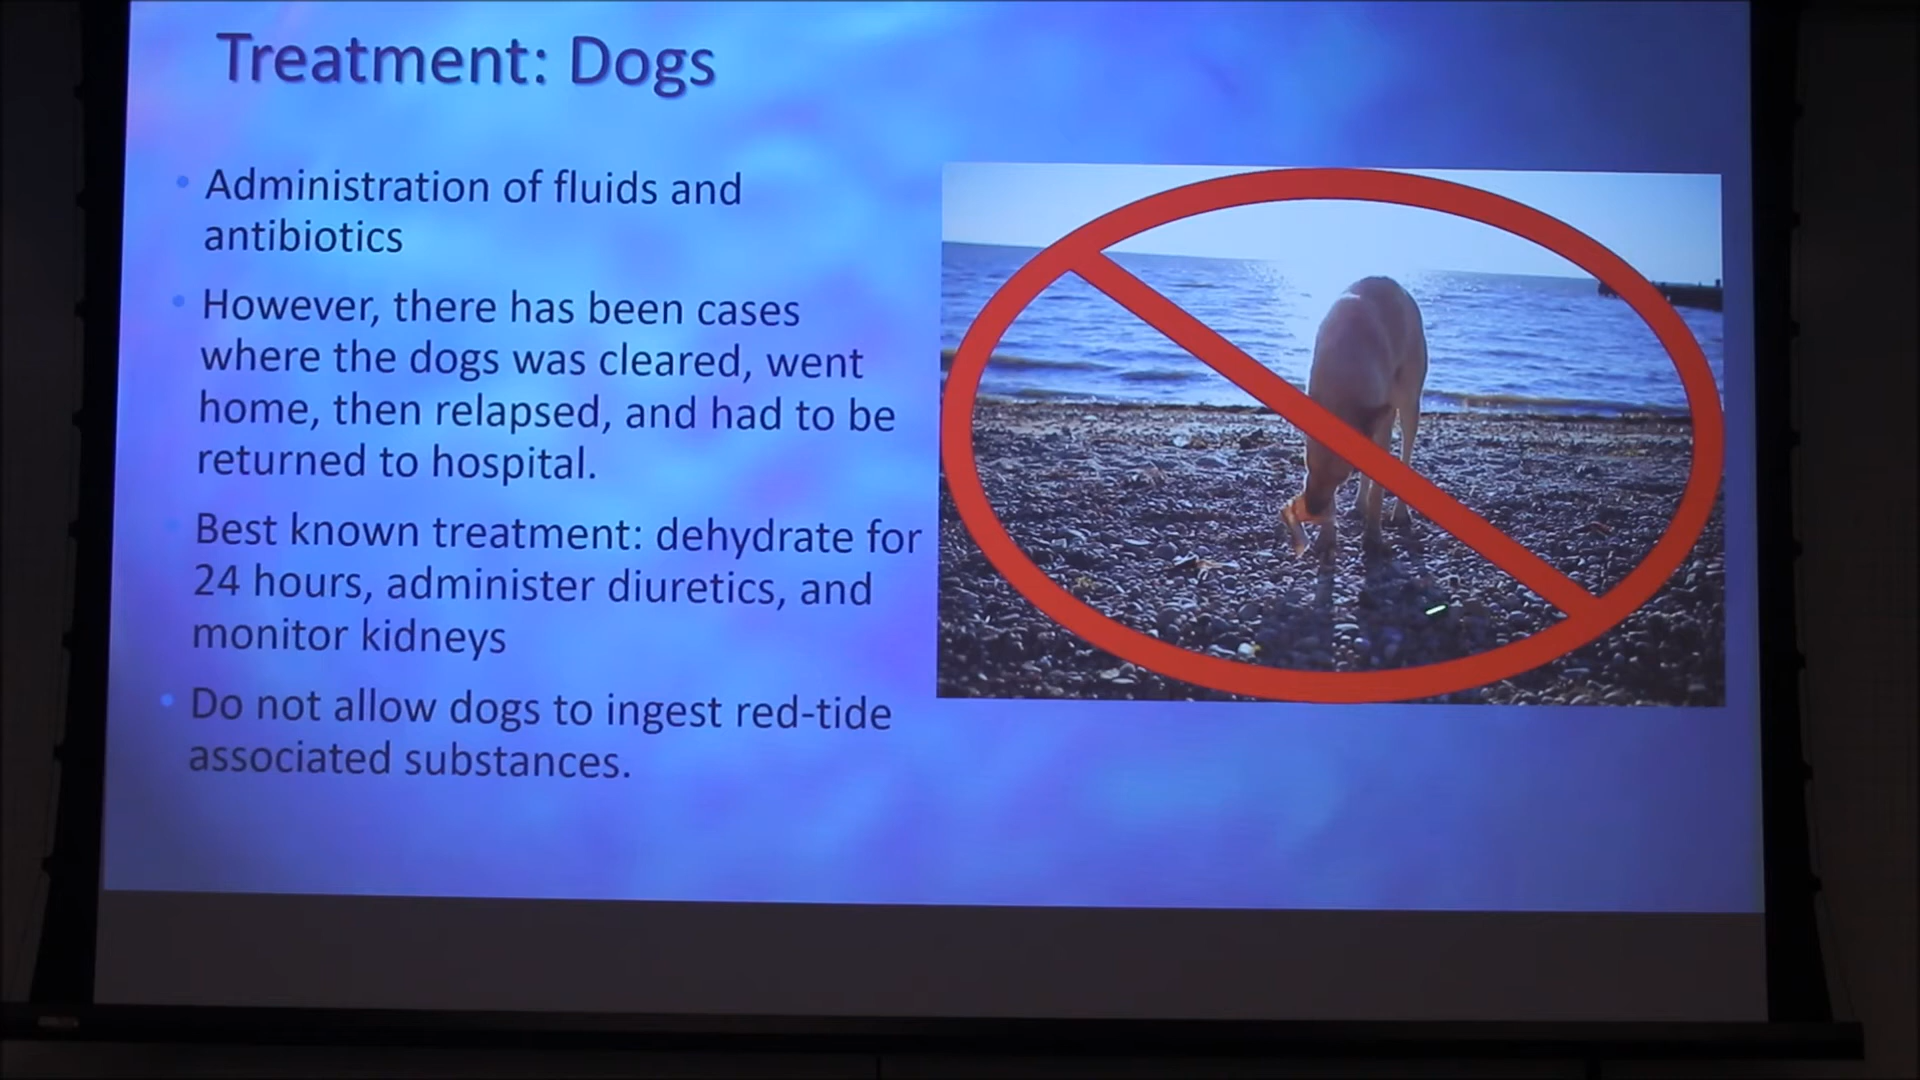 Treatment: Dogs
Administration of fluids and
antibiotics
However, there has been cases
where the dogs was cleared, went
home, then relapsed, and had to be
returned to hospital.
Best known treatment: dehydrate for
24 hours, administer diuretics, and
monitor kidneys
Do not allow dogs to ingest red-tide
associated substances.